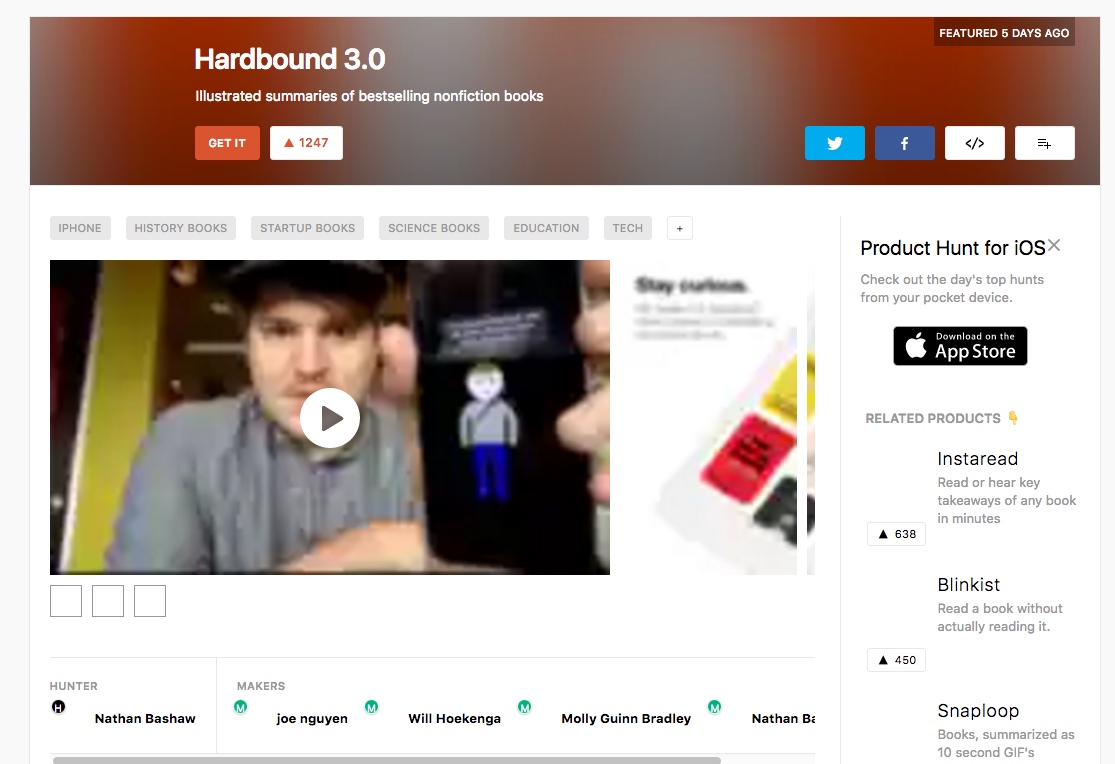 FEATURED 5 DAYS AGO
Hardbound 3.0
Illustrated summaries of bestselling nonfiction books
GET IT
▲ 1247
</>
IPHONE
HISTORY BOOKS
STARTUP BOOKS
SCIENCE BOOKS
EDUCATION
TECH
+
Stay curious.
HUNTER
H
Nathan Bashaw
MAKERS
M
joe nguyen
M
Will Hoekenga
M
Molly Guinn Bradley
M
Nathan Ba
Product Hunt for iOS
Check out the day's top hunts
from your pocket device.
Download on the
App Store
RELATED PRODUCTS 👇
Instaread
Read or hear key
takeaways of any book
in minutes
▲ 638
Blinkist
Read a book without
actually reading it.
▲ 450
Snaploop
Books, summarized as
10 second GIF's